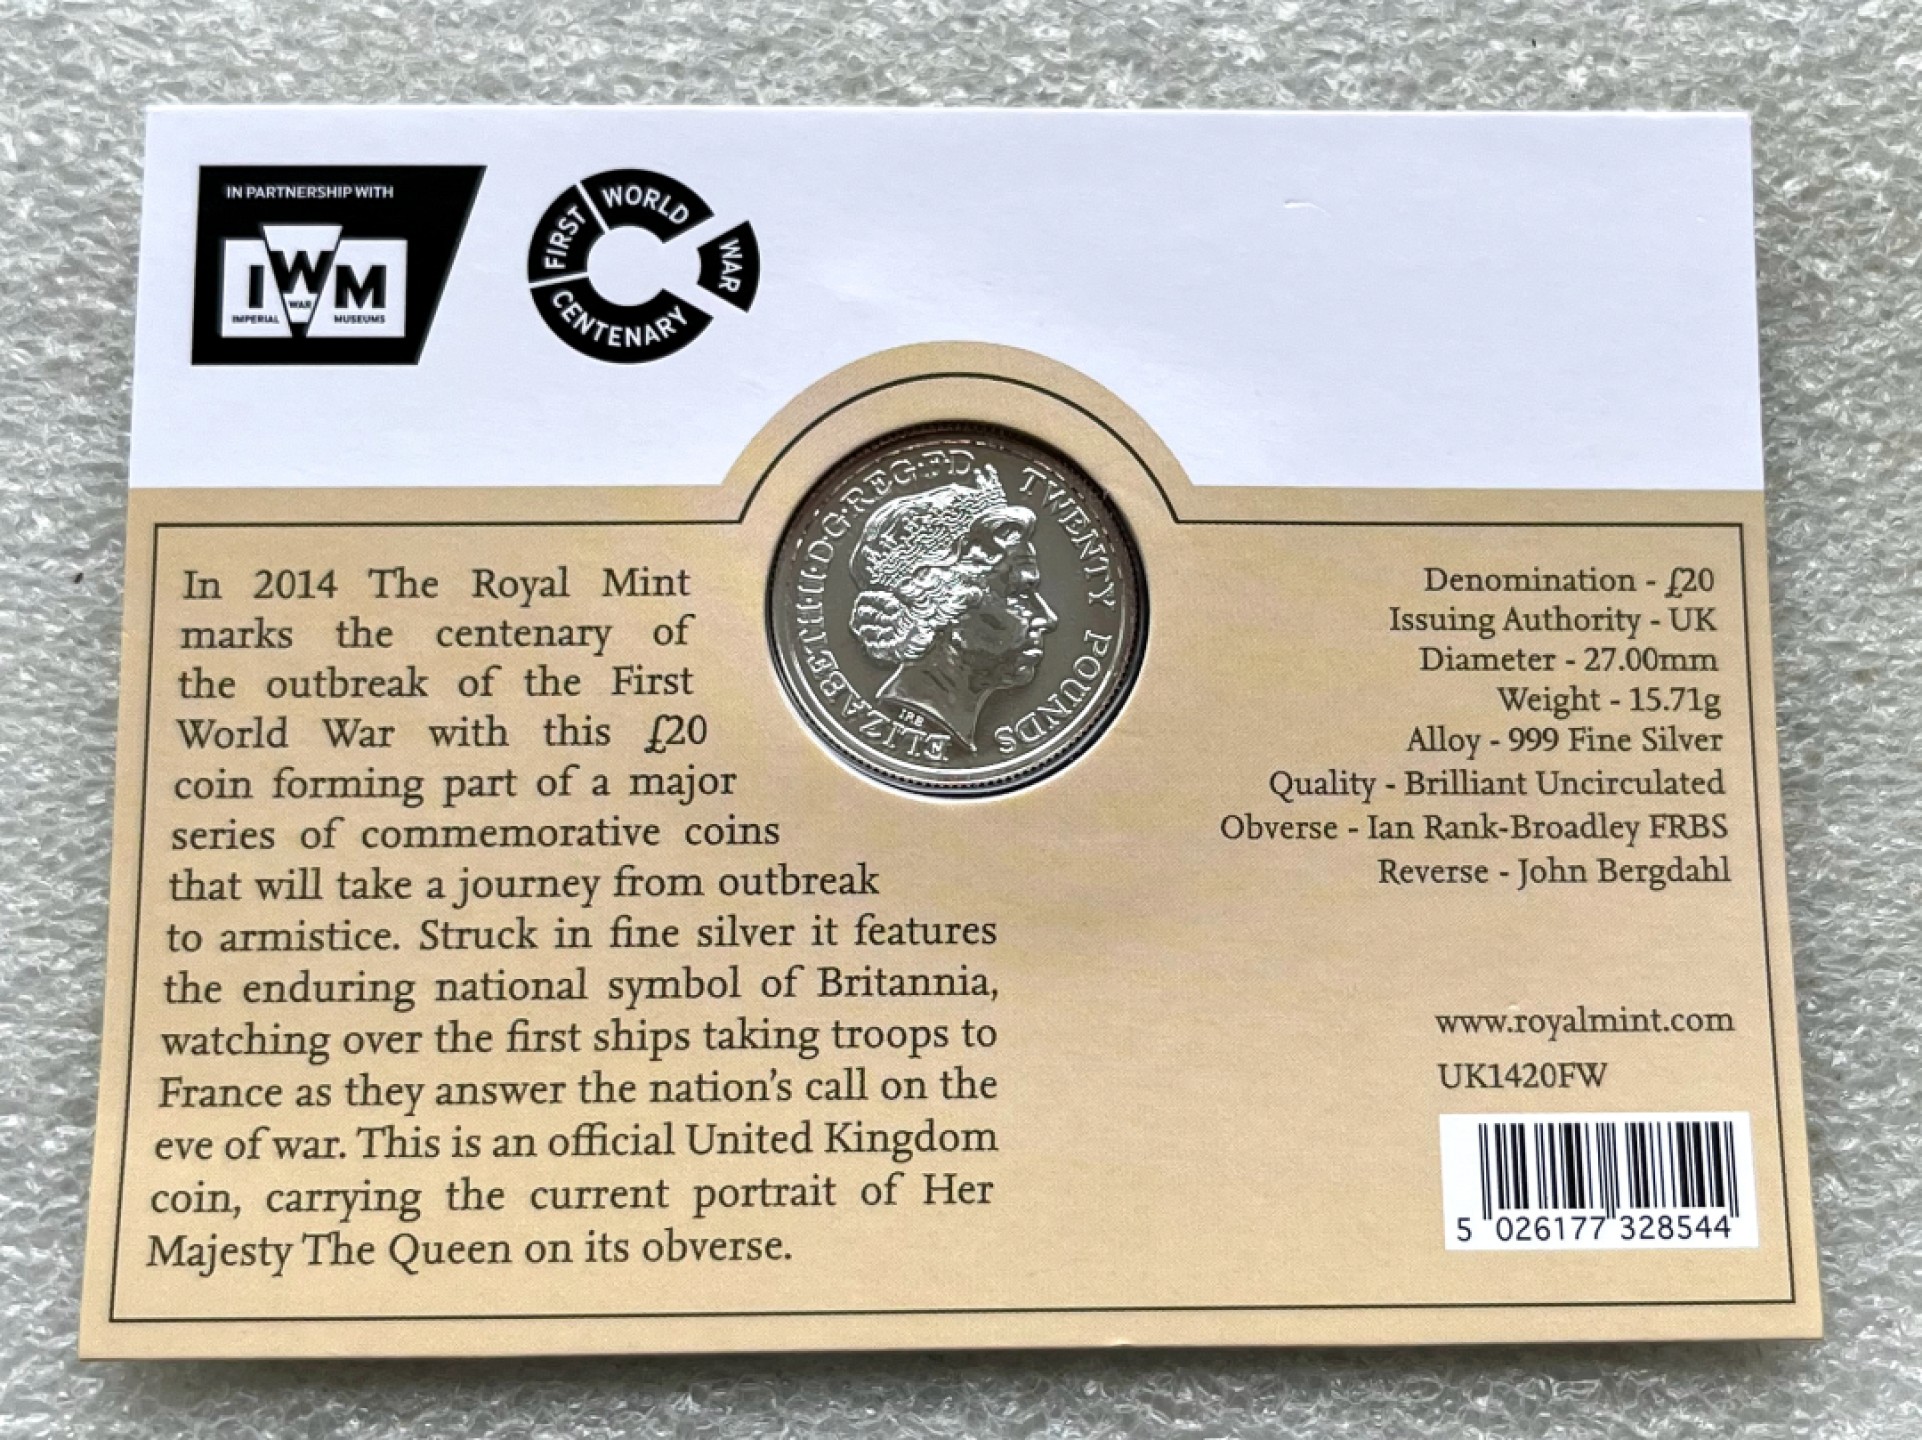 IN PARTNERSHIP WITH
IWM
IMPERIAL WAR MUSEUMS
FIRST WORLD WAR CENTENARY
ELIZABETH·II·D·G·REG·F·D TWENTY POUNDS
IRB
In 2014 The Royal Mint
marks the centenary of
the outbreak of the First
World War with this £20
coin forming part of a major
series of commemorative coins
that will take a journey from outbreak
to armistice. Struck in fine silver it features
the enduring national symbol of Britannia,
watching over the first ships taking troops to
France as they answer the nation's call on the
eve of war. This is an official United Kingdom
coin, carrying the current portrait of Her
Majesty The Queen on its obverse.
Denomination - £20
Issuing Authority - UK
Diameter - 27.00mm
Weight - 15.71g
Alloy - 999 Fine Silver
Quality - Brilliant Uncirculated
Obverse - Ian Rank-Broadley FRBS
Reverse - John Bergdahl
www.royalmint.com
UK1420FW
5 026177 328544